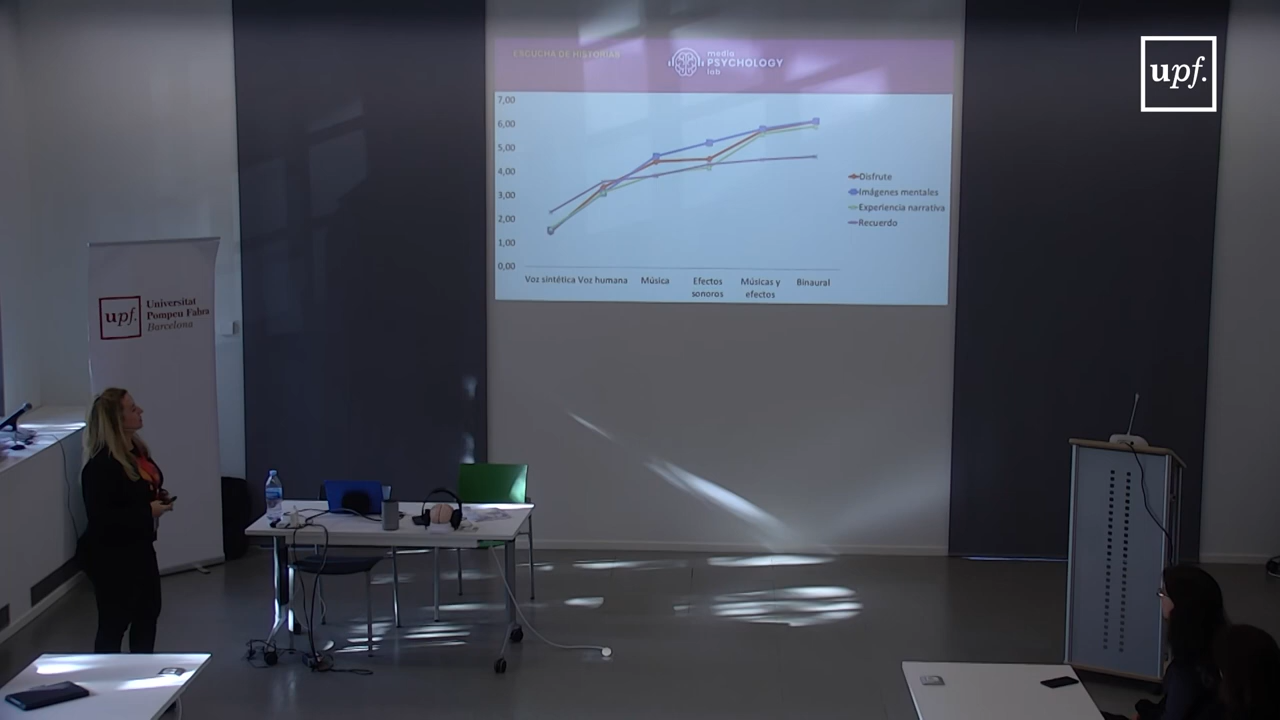 upf.
ESCUCHA DE HISTORIAS
media
PSYCHOLOGY
lab
7,00
6,00
5,00
4,00
3,00
2,00
1,00
0,00
Voz sintética Voz humana Música Efectos sonoros Músicas y efectos Binaural
Disfrute
Imágenes mentales
Experiencia narrativa
Recuerdo
upf.
Universitat
Pompeu Fabra
Barcelona